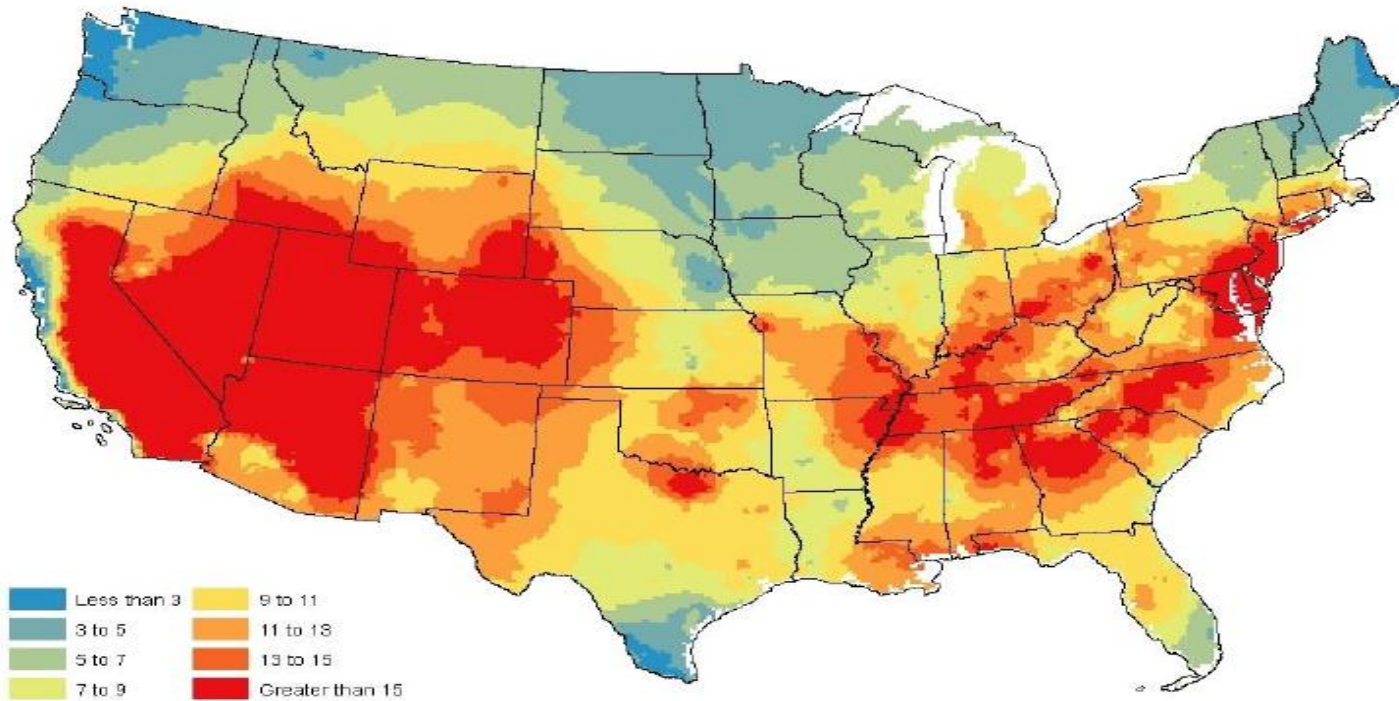 Less than 3
3 to 5
5 to 7
7 to 9
9 to 11
11 to 13
13 to 15
Greater than 15